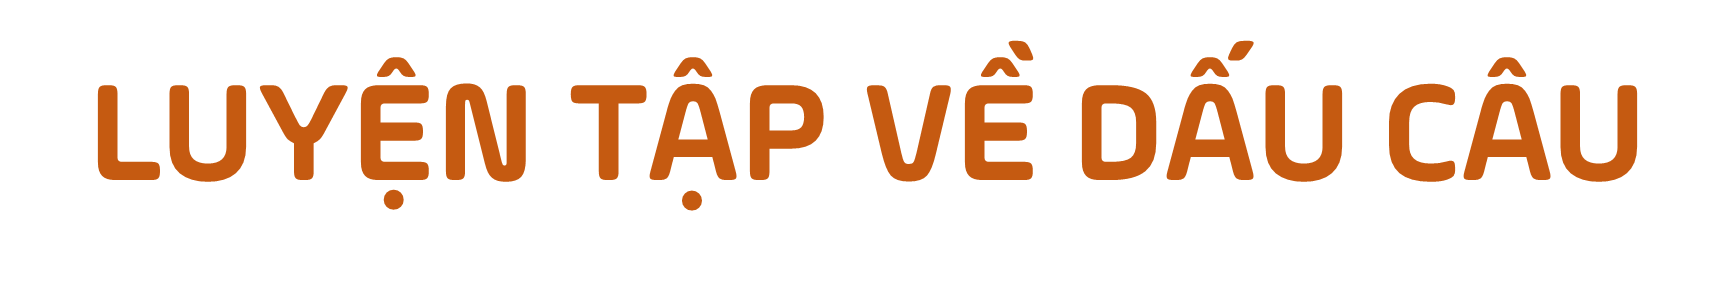 LUYỆN TẬP VỀ DẤU CÂU